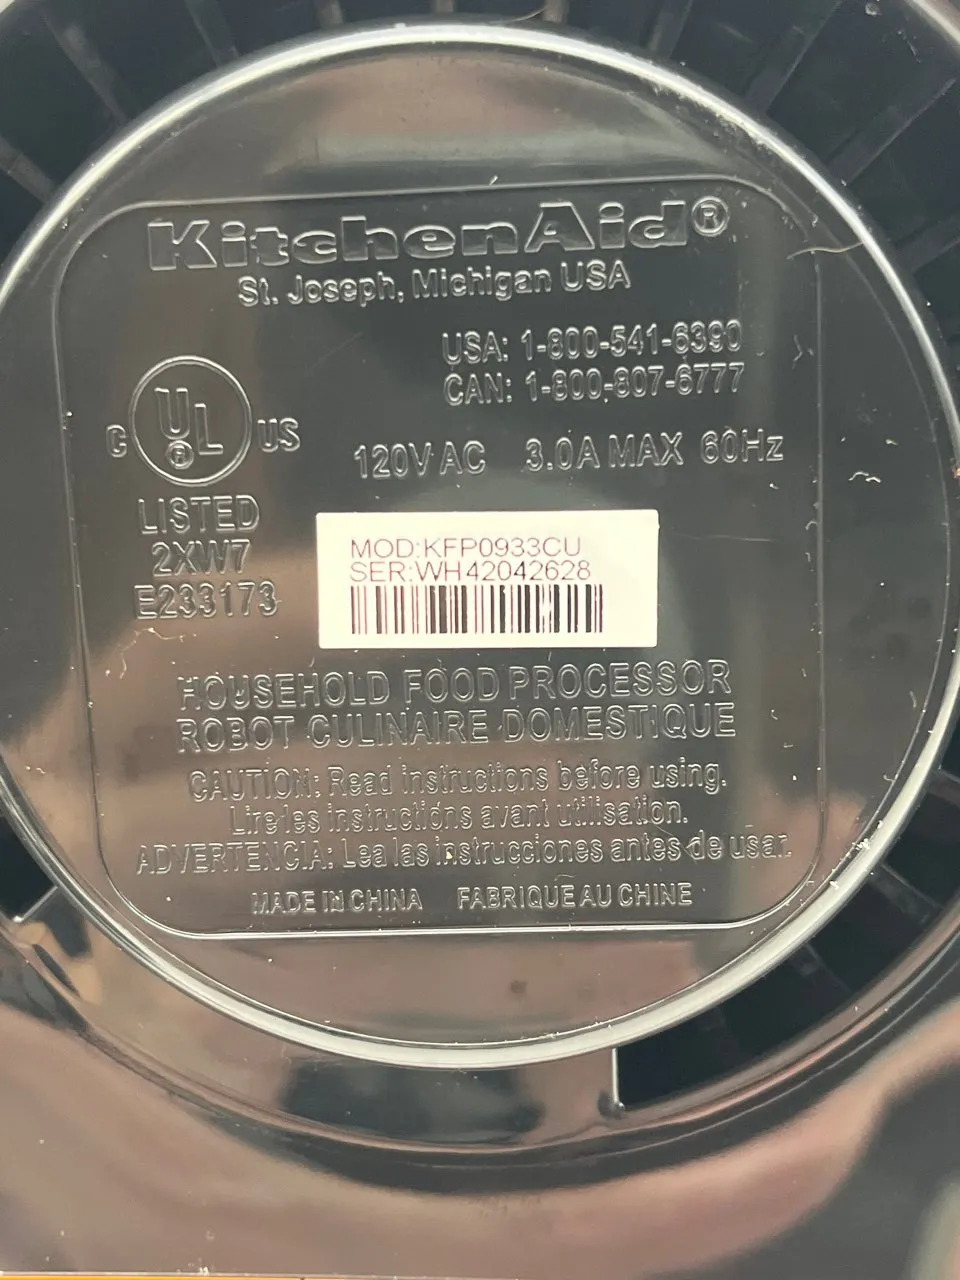 KitchenAid®
St. Joseph, Michigan USA
USA: 1-800-541-6390
CAN: 1-800-807-6777
C UL® US
120V AC 3.0A MAX 60Hz
LISTED
2XW7
E233173
MOD:KFP0933CU
SER:WH42042628
HOUSEHOLD FOOD PROCESSOR
ROBOT CULINAIRE DOMESTIQUE
CAUTION: Read instructions before using.
Lire les instructions avant utilisation.
ADVERTENCIA: Lea las instrucciones antes de usar.
MADE IN CHINA FABRIQUE AU CHINE